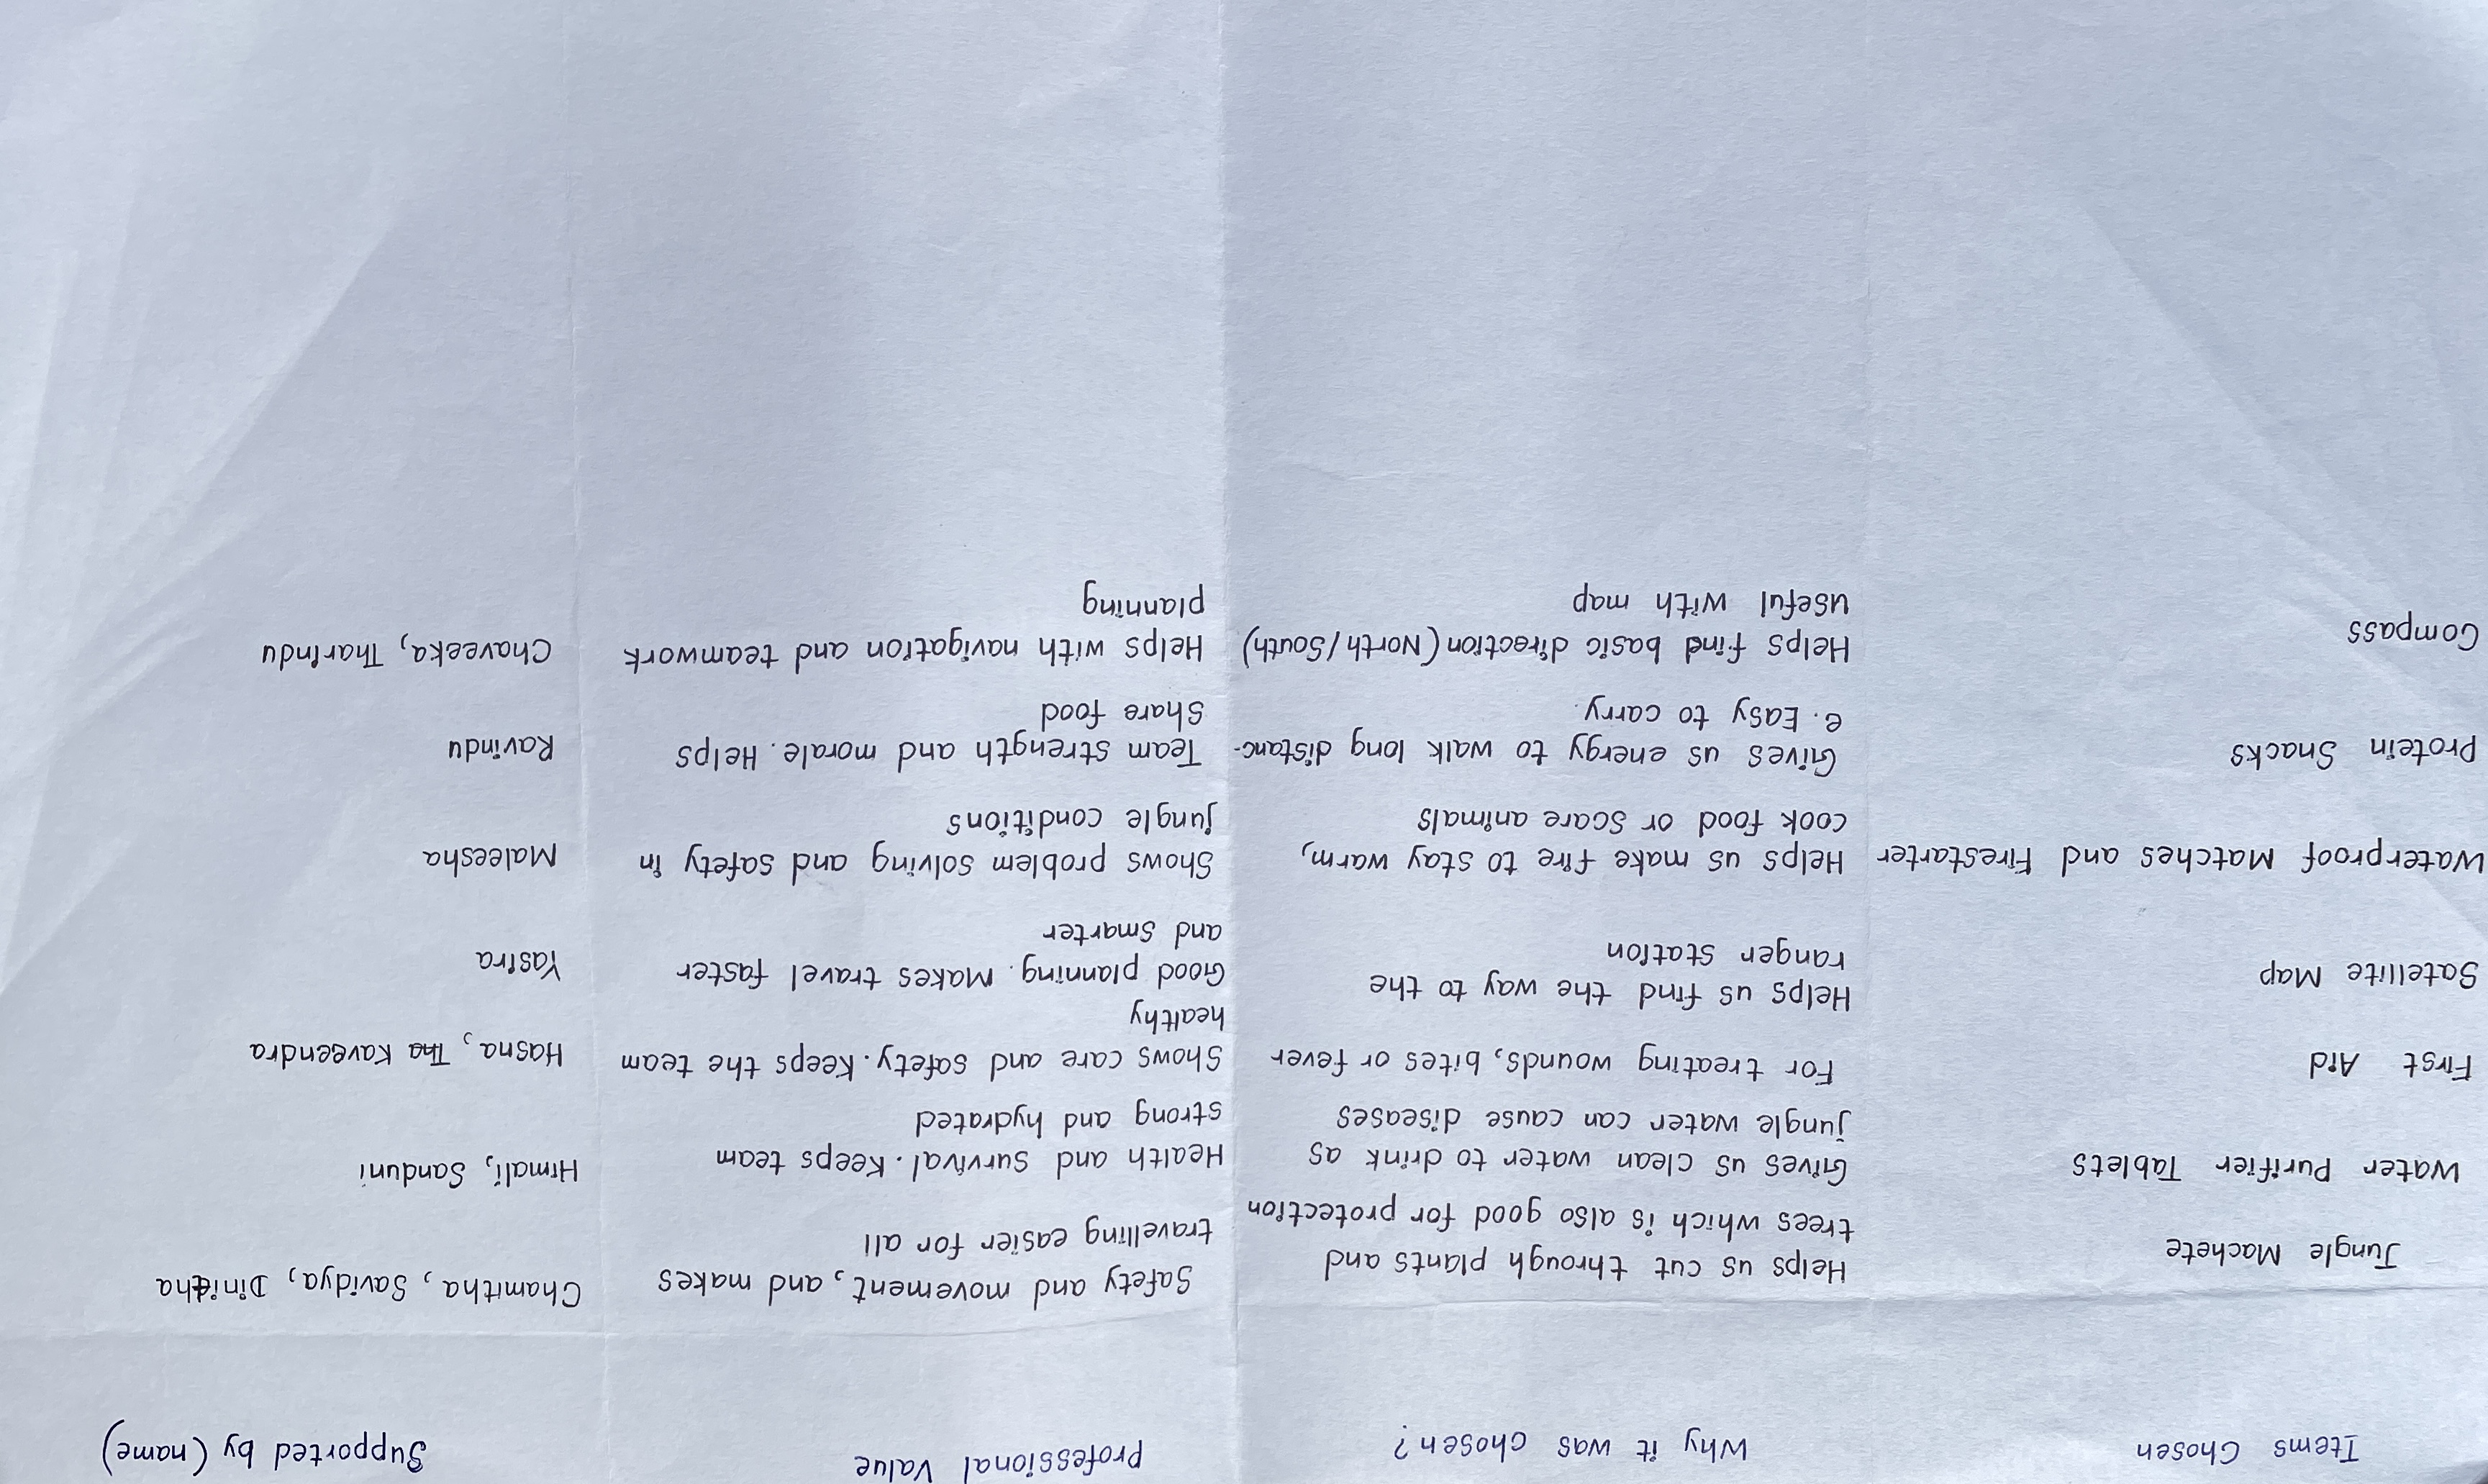 Items Chosen
Why it was chosen?
Professional Value
Supported by (name)
Jungle Machete
Helps us cut through plants and
trees which is also good for protection
Safety and movement, and makes
travelling easier for all
Chamitha, Savidya, Dinitha
Water Purifier Tablets
Gives us clean water to drink as
jungle water can cause diseases
Health and survival. Keeps team
strong and hydrated
Himali, Sanduni
First Aid
For treating wounds, bites or fever
Shows care and safety. Keeps the team
healthy
Hasna, Tha Kaveendra
Satellite Map
Helps us find the way to the
ranger station
Good planning. Makes travel faster
and smarter
Yasira
Waterproof Matches and Firestarter
Helps us make fire to stay warm,
cook food or scare animals
Shows problem solving and safety in
jungle conditions
Maleesha
Protein Snacks
Gives us energy to walk long distanc-
e. Easy to carry.
Team strength and morale. Helps
share food
Ravindu
Compass
Helps find basic direction (North/South)
useful with map
Helps with navigation and teamwork
planning
Chaveeka, Tharindu